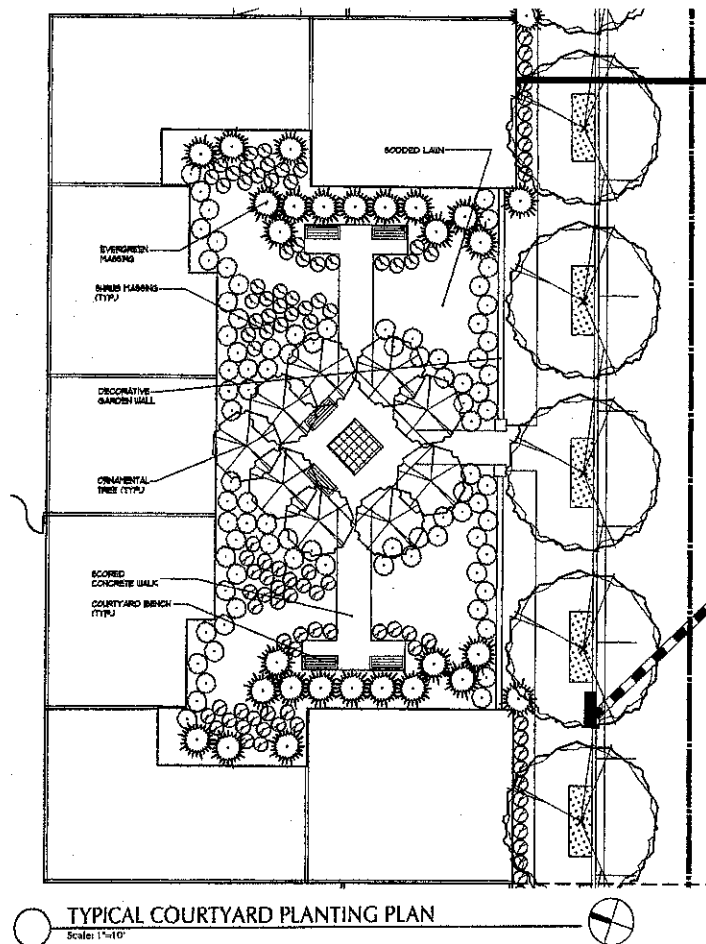 SODDED LAWN
EVERGREEN
MASSING
SHRUB MASSING
(TYP.)
DECORATIVE
GARDEN WALL
ORNAMENTAL
TREE (TYP.)
SCORED
CONCRETE WALK
COURTYARD BENCH
(TYP.)
TYPICAL COURTYARD PLANTING PLAN
Scale: 1"=10'